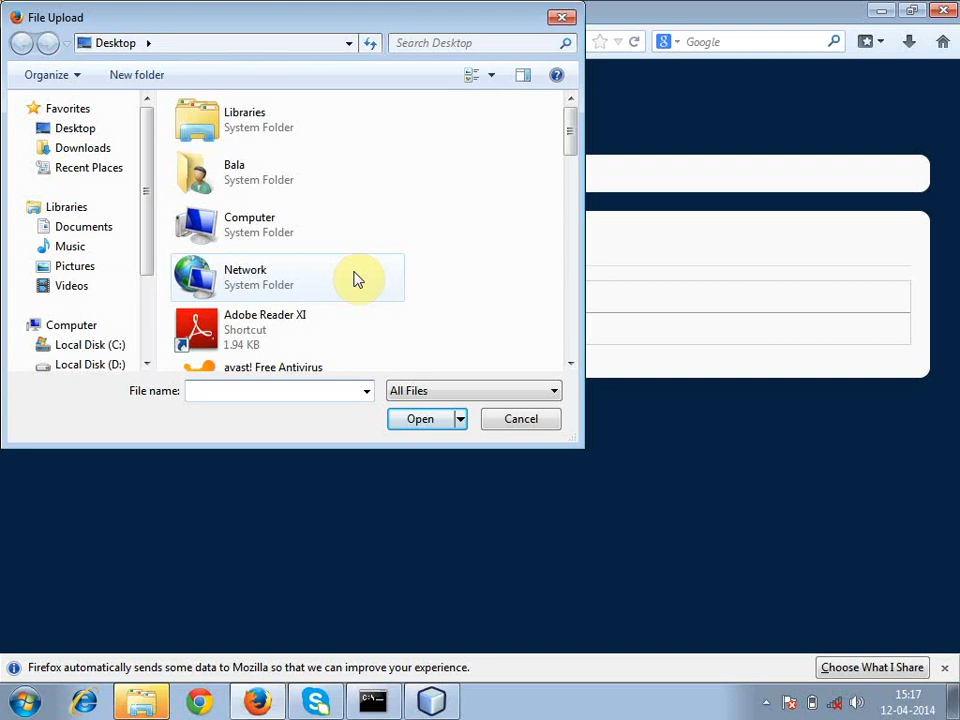 File Upload
Desktop
Search Desktop
Google
Organize
New folder
Favorites
Desktop
Downloads
Recent Places
Libraries
Documents
Music
Pictures
Videos
Computer
Local Disk (C:)
Local Disk (D:)
Libraries
System Folder
Bala
System Folder
Computer
System Folder
Network
System Folder
Adobe Reader XI
Shortcut
1.94 KB
avast! Free Antivirus
File name:
All Files
Open
Cancel
Firefox automatically sends some data to Mozilla so that we can improve your experience.
Choose What I Share
15:17
12-04-2014